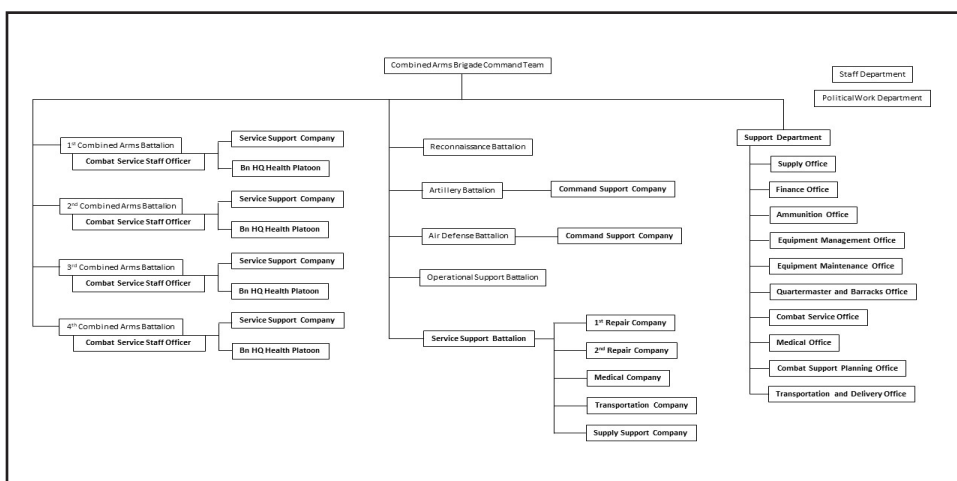 Combined Arms Brigade Command Team
Staff Department
Political Work Department
1st Combined Arms Battalion
Combat Service Staff Officer
Service Support Company
Bn HQ Health Platoon
2nd Combined Arms Battalion
Combat Service Staff Officer
Service Support Company
Bn HQ Health Platoon
3rd Combined Arms Battalion
Combat Service Staff Officer
Service Support Company
Bn HQ Health Platoon
4th Combined Arms Battalion
Combat Service Staff Officer
Service Support Company
Bn HQ Health Platoon
Reconnaissance Battalion
Artillery Battalion
Command Support Company
Air Defense Battalion
Command Support Company
Operational Support Battalion
Service Support Battalion
1st Repair Company
2nd Repair Company
Medical Company
Transportation Company
Supply Support Company
Support Department
Supply Office
Finance Office
Ammunition Office
Equipment Management Office
Equipment Maintenance Office
Quartermaster and Barracks Office
Combat Service Office
Medical Office
Combat Support Planning Office
Transportation and Delivery Office